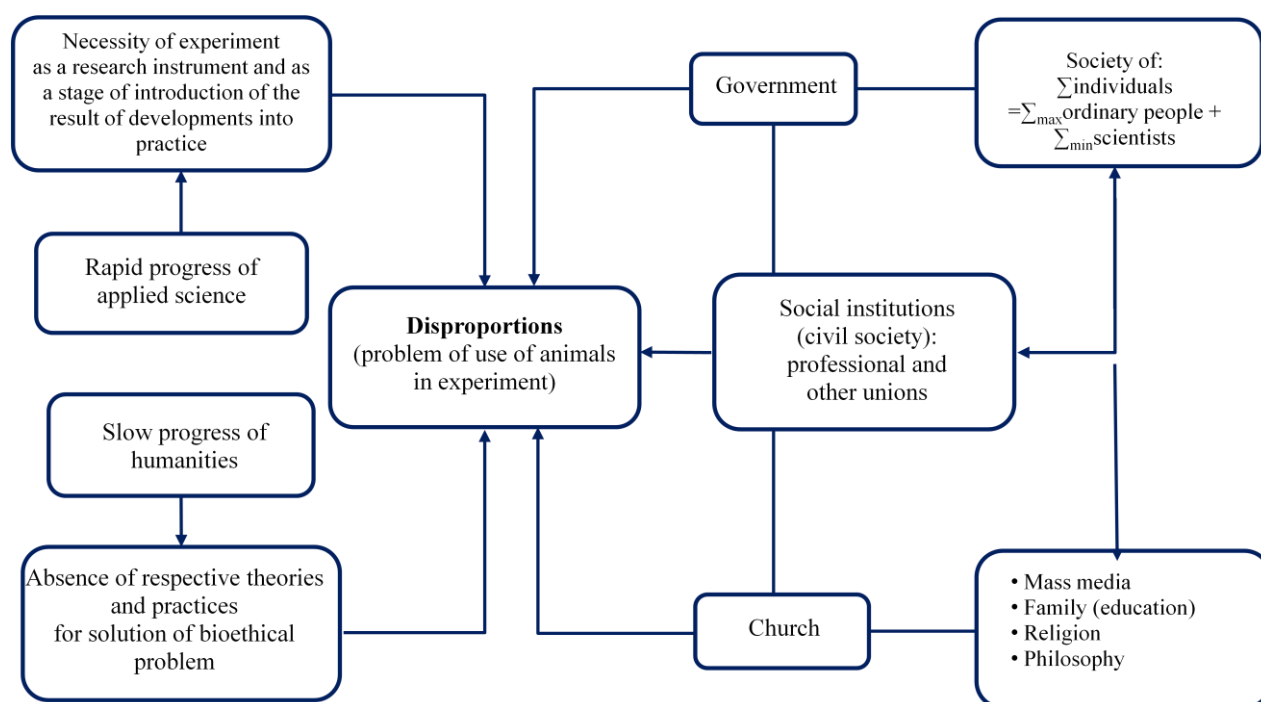 Necessity of experiment
as a research instrument and as
a stage of introduction of the
result of developments into
practice
Government
Society of:
∑individuals
=∑maxordinary people +
∑minscientists
Rapid progress of
applied science
Disproportions
(problem of use of animals
in experiment)
Social institutions
(civil society):
professional and
other unions
Slow progress of
humanities
Absence of respective theories
and practices
for solution of bioethical
problem
Church
• Mass media
• Family (education)
• Religion
• Philosophy